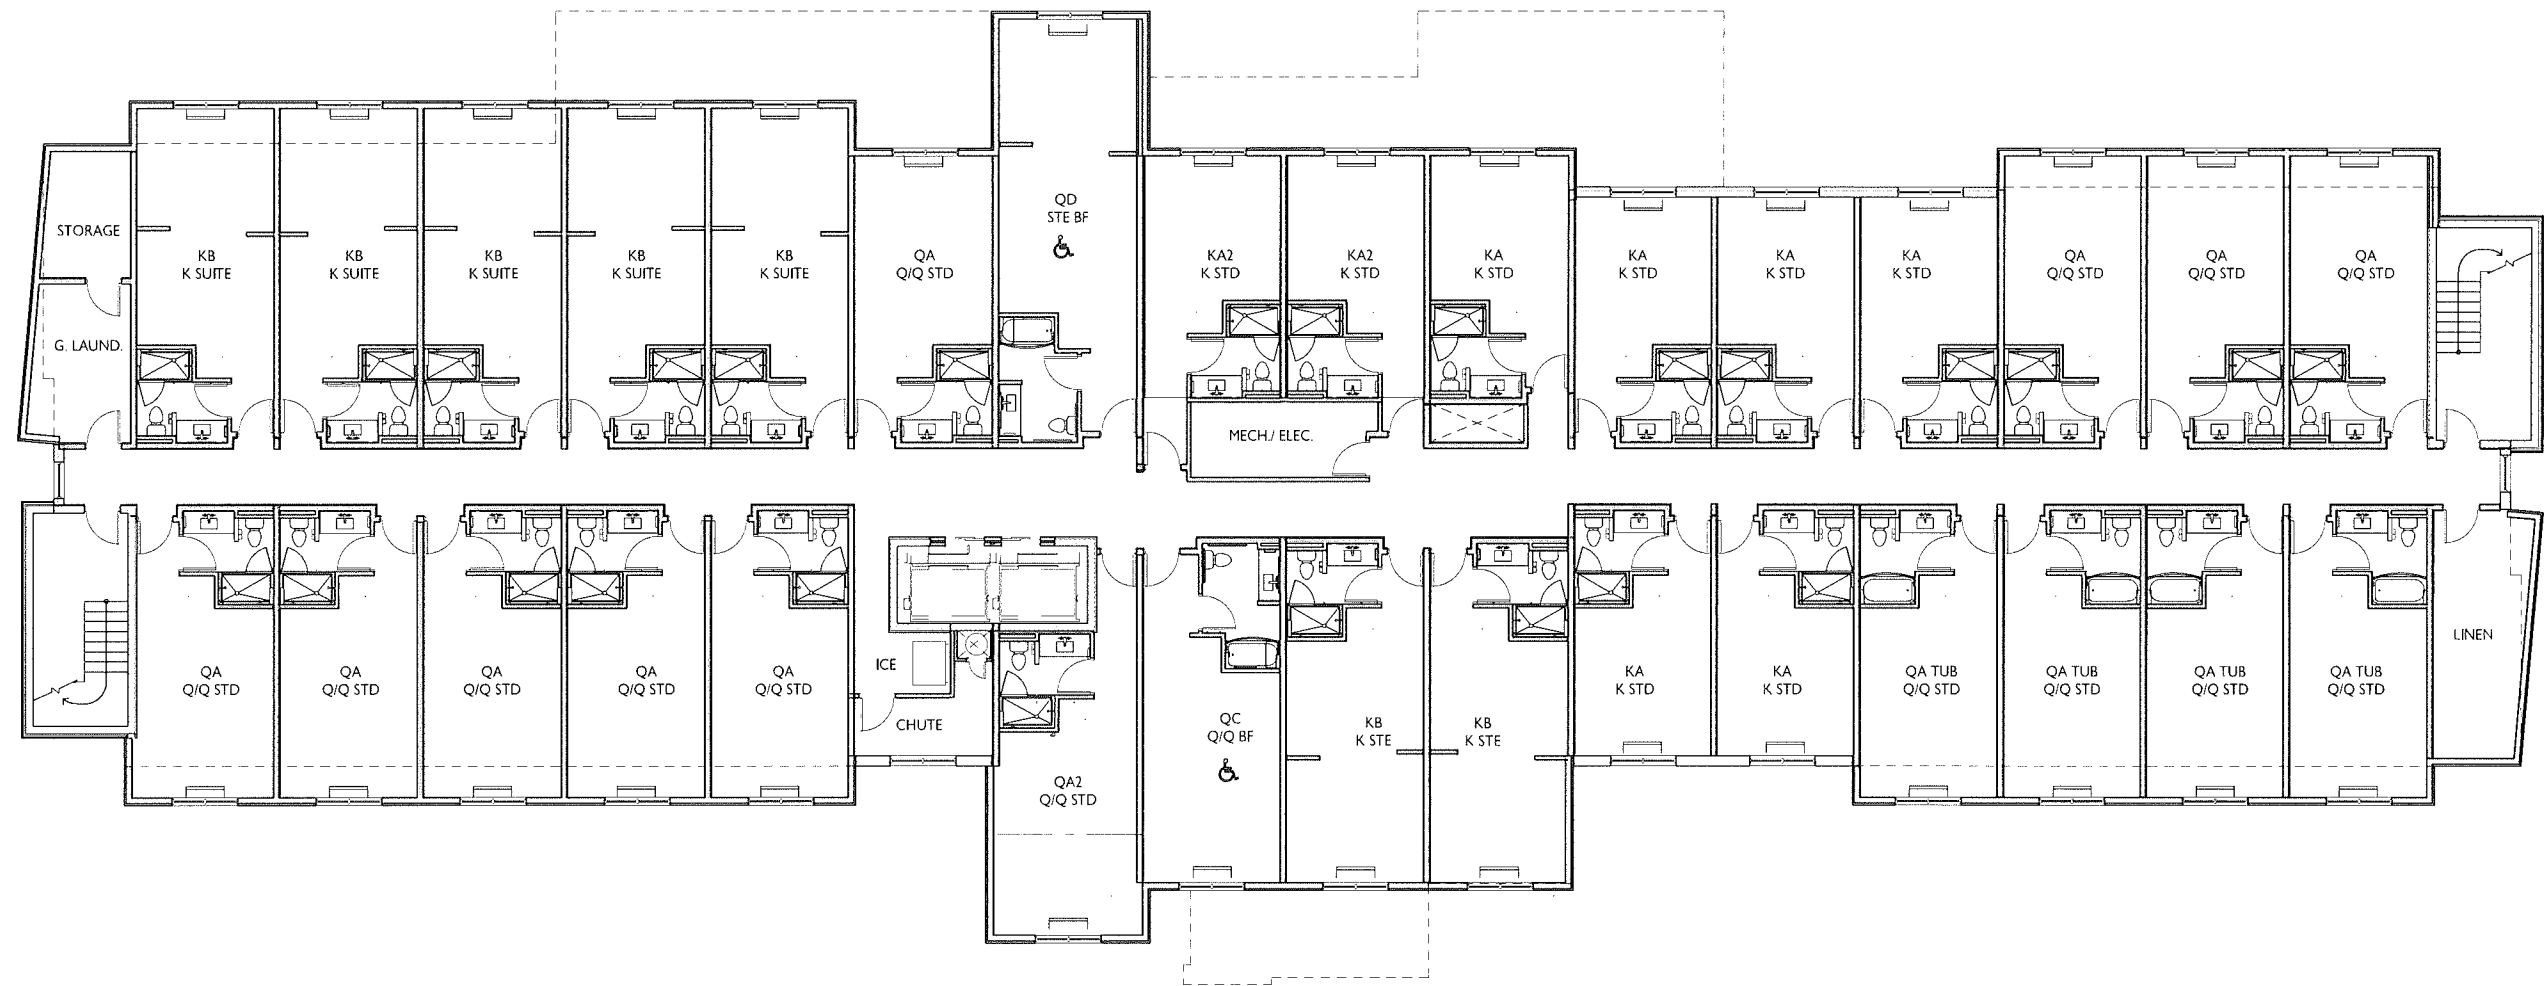 STORAGE
G. LAUND.
KB
K SUITE
KB
K SUITE
KB
K SUITE
KB
K SUITE
KB
K SUITE
QA
Q/Q STD
QD
STE BF
KA2
K STD
KA2
K STD
KA
K STD
KA
K STD
KA
K STD
KA
K STD
QA
Q/Q STD
QA
Q/Q STD
QA
Q/Q STD
MECH./ ELEC.
QA
Q/Q STD
QA
Q/Q STD
QA
Q/Q STD
QA
Q/Q STD
QA
Q/Q STD
ICE
CHUTE
QA2
Q/Q STD
QC
Q/Q BF
KB
K STE
KB
K STE
KA
K STD
KA
K STD
QA TUB
Q/Q STD
QA TUB
Q/Q STD
QA TUB
Q/Q STD
QA TUB
Q/Q STD
LINEN